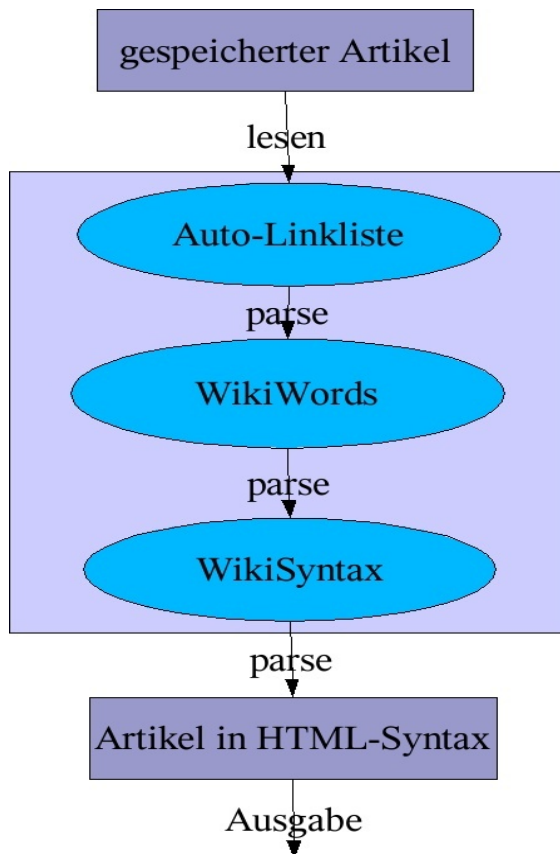 gespeicherter Artikel
lesen
Auto-Linkliste
parse
WikiWords
parse
WikiSyntax
parse
Artikel in HTML-Syntax
Ausgabe